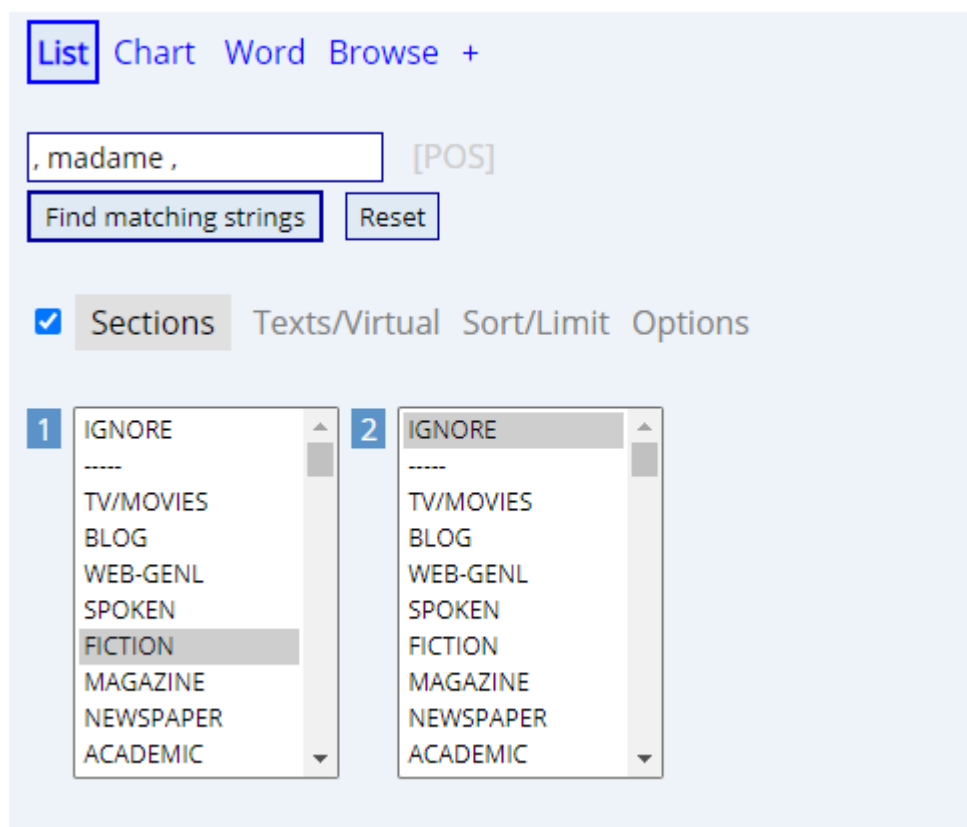 List Chart Word Browse +
, madame , [POS]
Find matching strings Reset
Sections Texts/Virtual Sort/Limit Options
1 IGNORE 2 IGNORE
----- -----
TV/MOVIES TV/MOVIES
BLOG BLOG
WEB-GENL WEB-GENL
SPOKEN SPOKEN
FICTION FICTION
MAGAZINE MAGAZINE
NEWSPAPER NEWSPAPER
ACADEMIC ACADEMIC